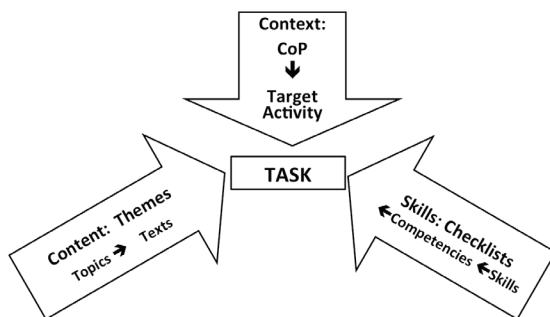 Context:
CoP
↓
Target
Activity
TASK
Content: Themes
Topics → Texts
Skills: Checklists
←Competencies ←Skills